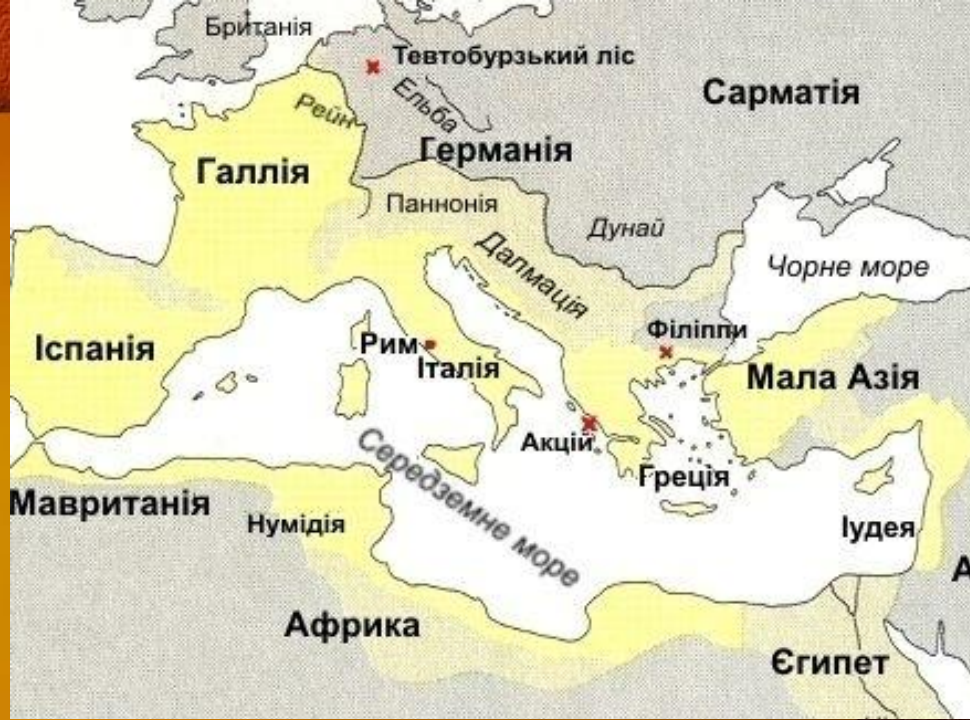 Британія
Тевтобурзький ліс
Сарматія
Рейн
Ельба
Германія
Галлія
Паннонія
Дунай
Далмація
Чорне море
Філіппи
Іспанія
Рим
Італія
Мала Азія
Акцій
Греція
Середземне море
Мавританія
Нумідія
Іудея
А
Африка
Єгипет